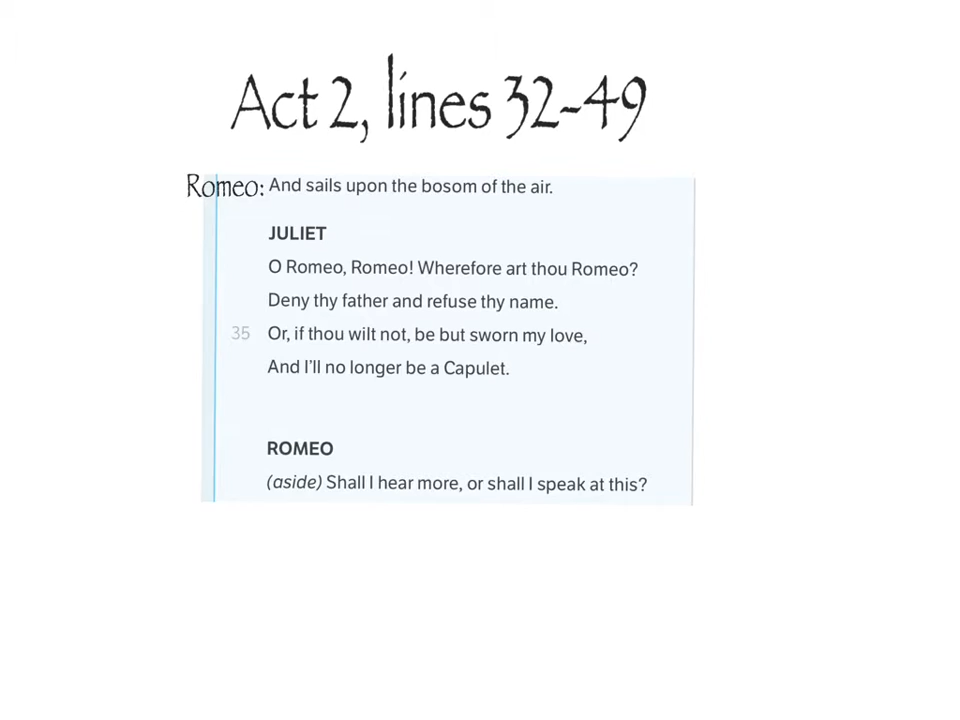 Act 2, lines 32-49
Romeo: And sails upon the bosom of the air.
JULIET
O Romeo, Romeo! Wherefore art thou Romeo?
Deny thy father and refuse thy name.
35 Or, if thou wilt not, be but sworn my love,
And I'll no longer be a Capulet.
ROMEO
(aside) Shall I hear more, or shall I speak at this?